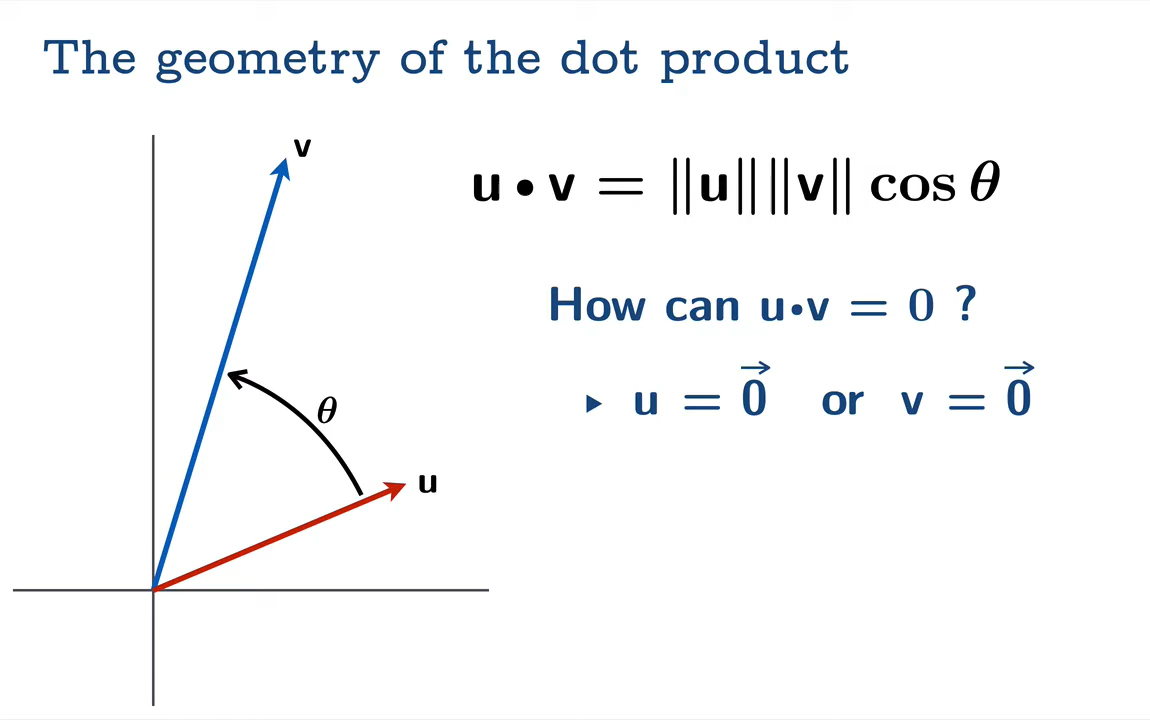 The geometry of the dot product
v
u • v = ||u|| ||v|| cos θ
How can u•v = 0 ?
▸ u = 0⃗ or v = 0⃗
θ
u